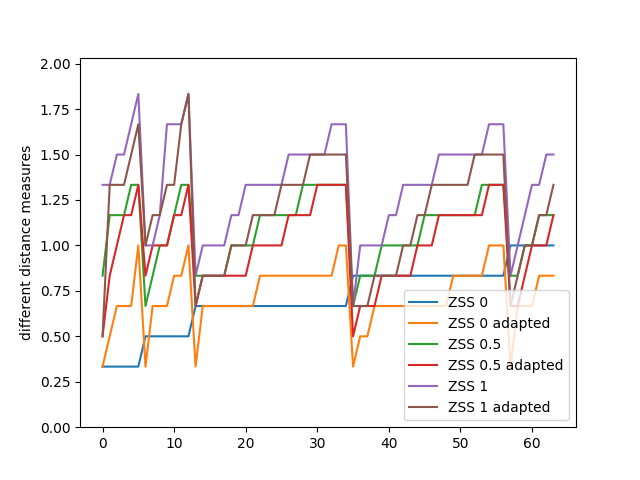 2.00
1.75
1.50
1.25
1.00
0.75
0.50
0.25
0.00
different distance measures
0
10
20
30
40
50
60
ZSS 0
ZSS 0 adapted
ZSS 0.5
ZSS 0.5 adapted
ZSS 1
ZSS 1 adapted